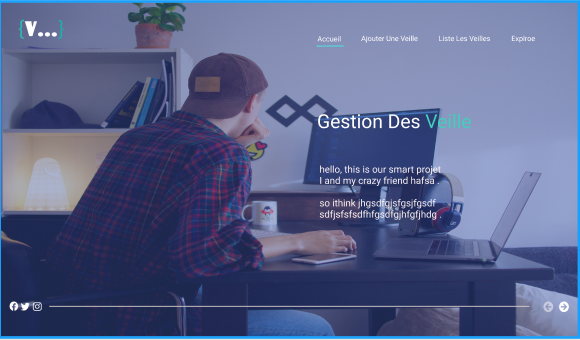 {V...}
Accueil
Ajouter Une Veille
Liste Les Veilles
Explroe
Gestion Des Veille
hello, this is our smart projet
I and my crazy friend hafsa
so ithink jhgsdfgjsfgsjfgsdf
sdfjsfsfsdfhfgsdfgjhfgfjhdg